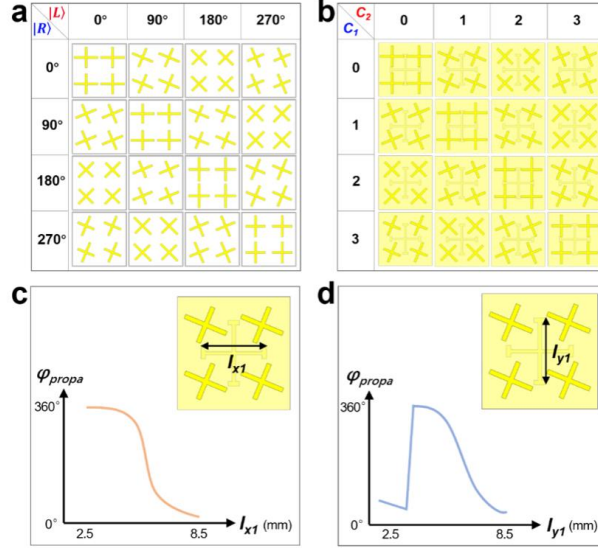 a
|L⟩
|R⟩
0° 90° 180° 270°
0°
90°
180°
270°
b
C₂
C₁
0 1 2 3
0
1
2
3
c
lₓ₁
φpropa
360°
0°
2.5 8.5 lₓ₁ (mm)
d
ly1
φpropa
360°
0°
2.5 8.5 ly1 (mm)